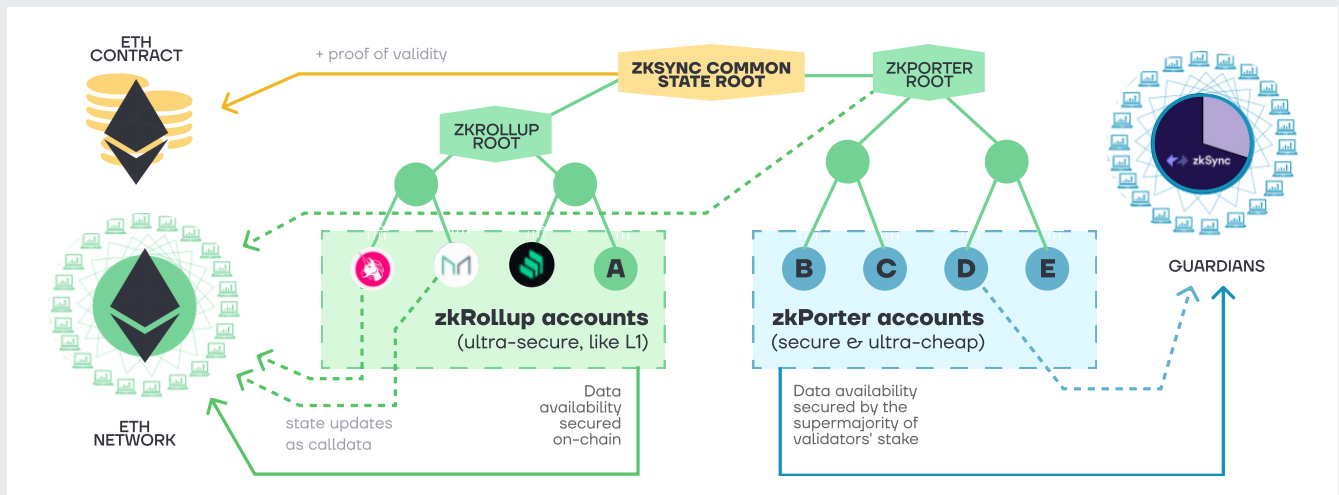 ETH
CONTRACT
+ proof of validity
ZKSYNC COMMON
STATE ROOT
ZKPORTER
ROOT
ZKROLLUP
ROOT
zkSync
A
B
C
D
E
GUARDIANS
zkRollup accounts
(ultra-secure, like L1)
zkPorter accounts
(secure & ultra-cheap)
Data
availability
secured
on-chain
Data availability
secured by the
supermajority of
validators' stake
state updates
as calldata
ETH
NETWORK